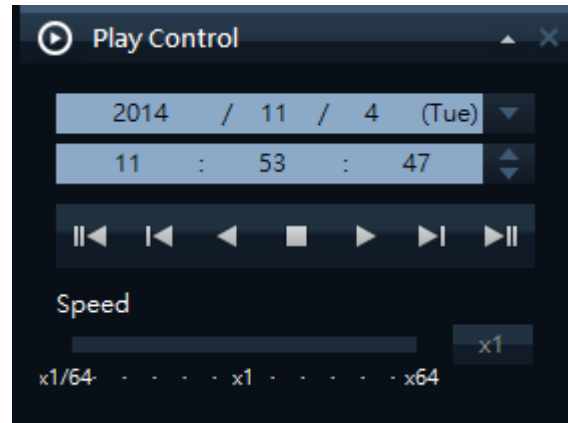 Play Control
2014 / 11 / 4 (Tue)
11 : 53 : 47
Speed
x1
x1/64· · · · · x1 · · · · · x64